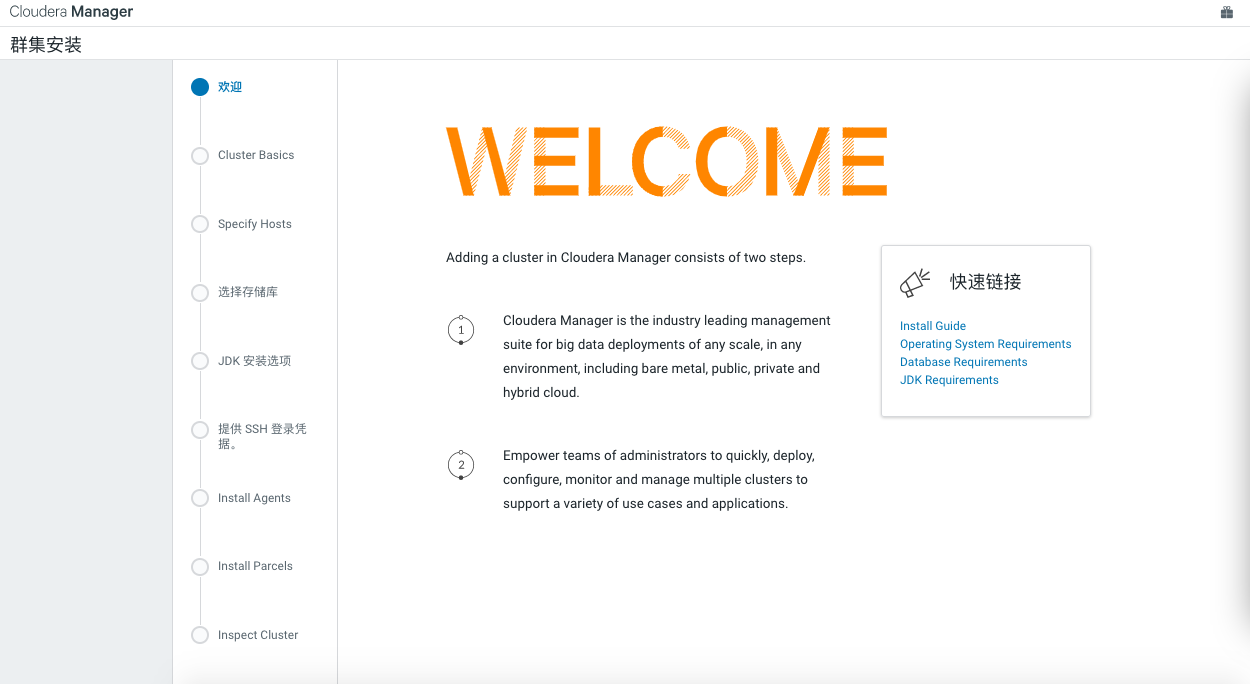 Cloudera Manager
群集安装
欢迎
Cluster Basics
Specify Hosts
选择存储库
JDK 安装选项
提供 SSH 登录凭
据。
Install Agents
Install Parcels
Inspect Cluster
WELCOME
Adding a cluster in Cloudera Manager consists of two steps.
1
Cloudera Manager is the industry leading management
suite for big data deployments of any scale, in any
environment, including bare metal, public, private and
hybrid cloud.
2
Empower teams of administrators to quickly, deploy,
configure, monitor and manage multiple clusters to
support a variety of use cases and applications.
快速链接
Install Guide
Operating System Requirements
Database Requirements
JDK Requirements